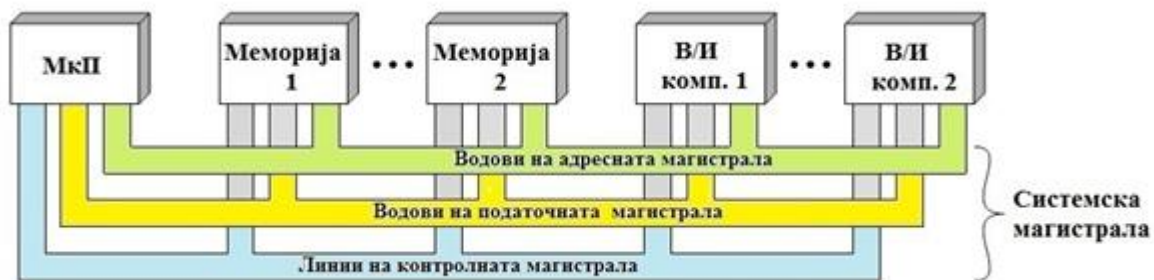 МкП
Меморија
1
...
Меморија
2
В/И
комп. 1
...
В/И
комп. 2
Водови на адресната магистрала
Водови на податочната магистрала
Линии на контролната магистрала
Системска
магистрала